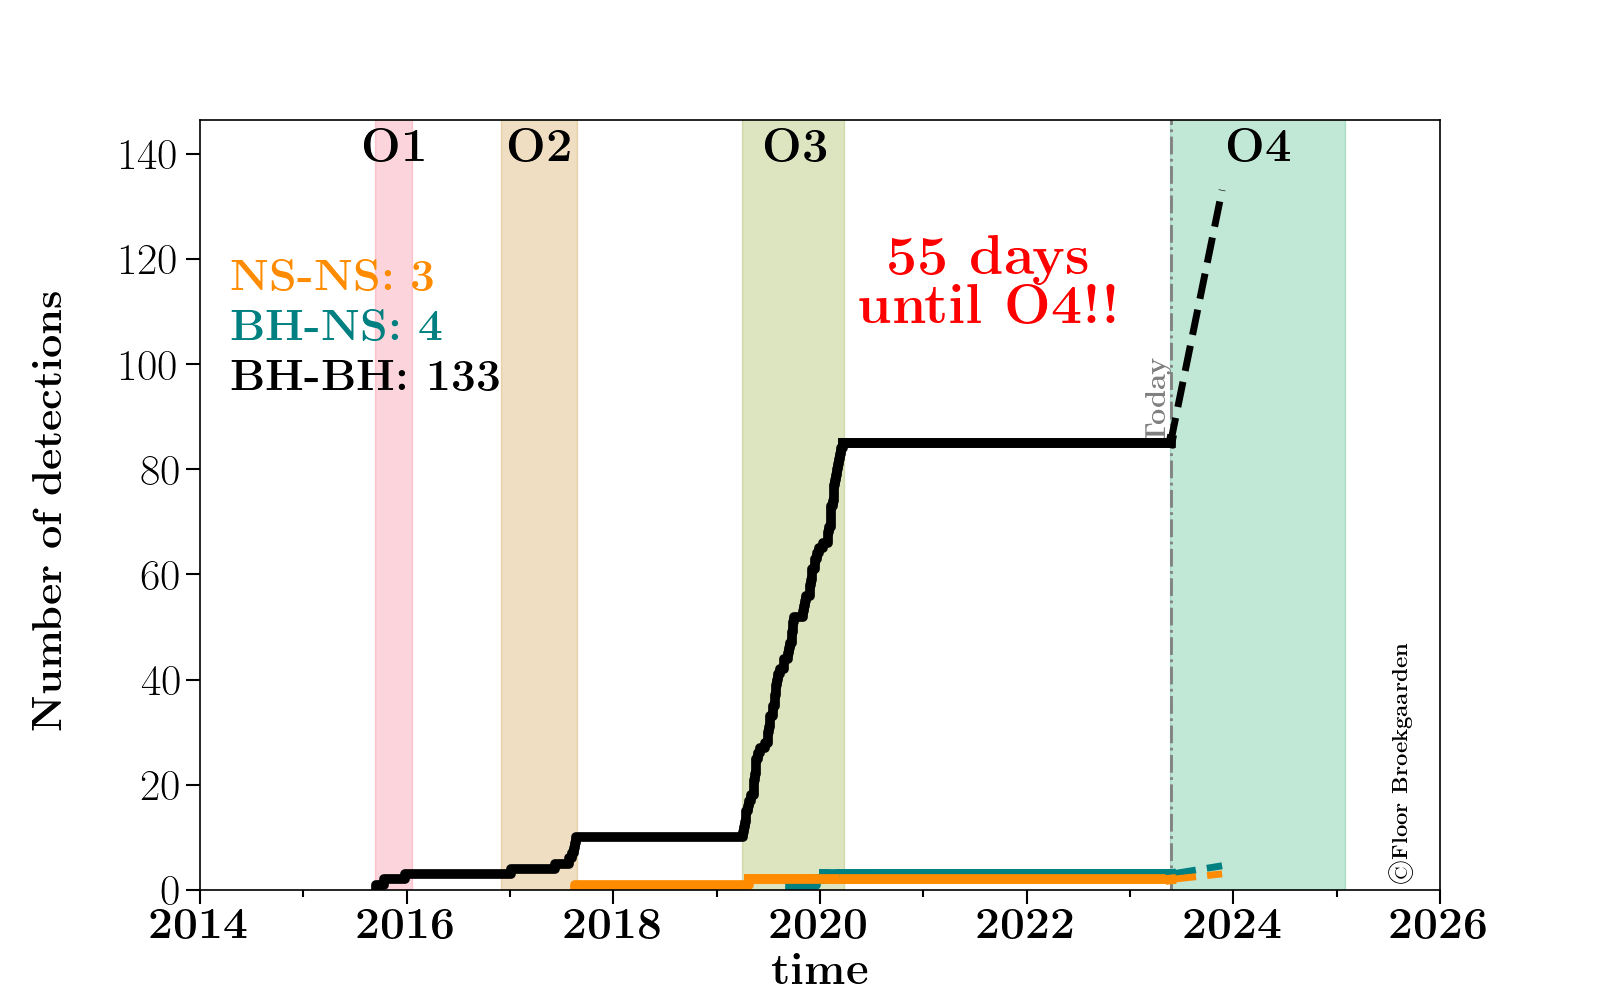 O1 O2 O3 O4
140
120
100
80
60
40
20
0
Number of detections
NS-NS: 3
BH-NS: 4
BH-BH: 133
55 days
until O4!!
Today
©Floor Broekgaarden
2014 2016 2018 2020 2022 2024 2026
time